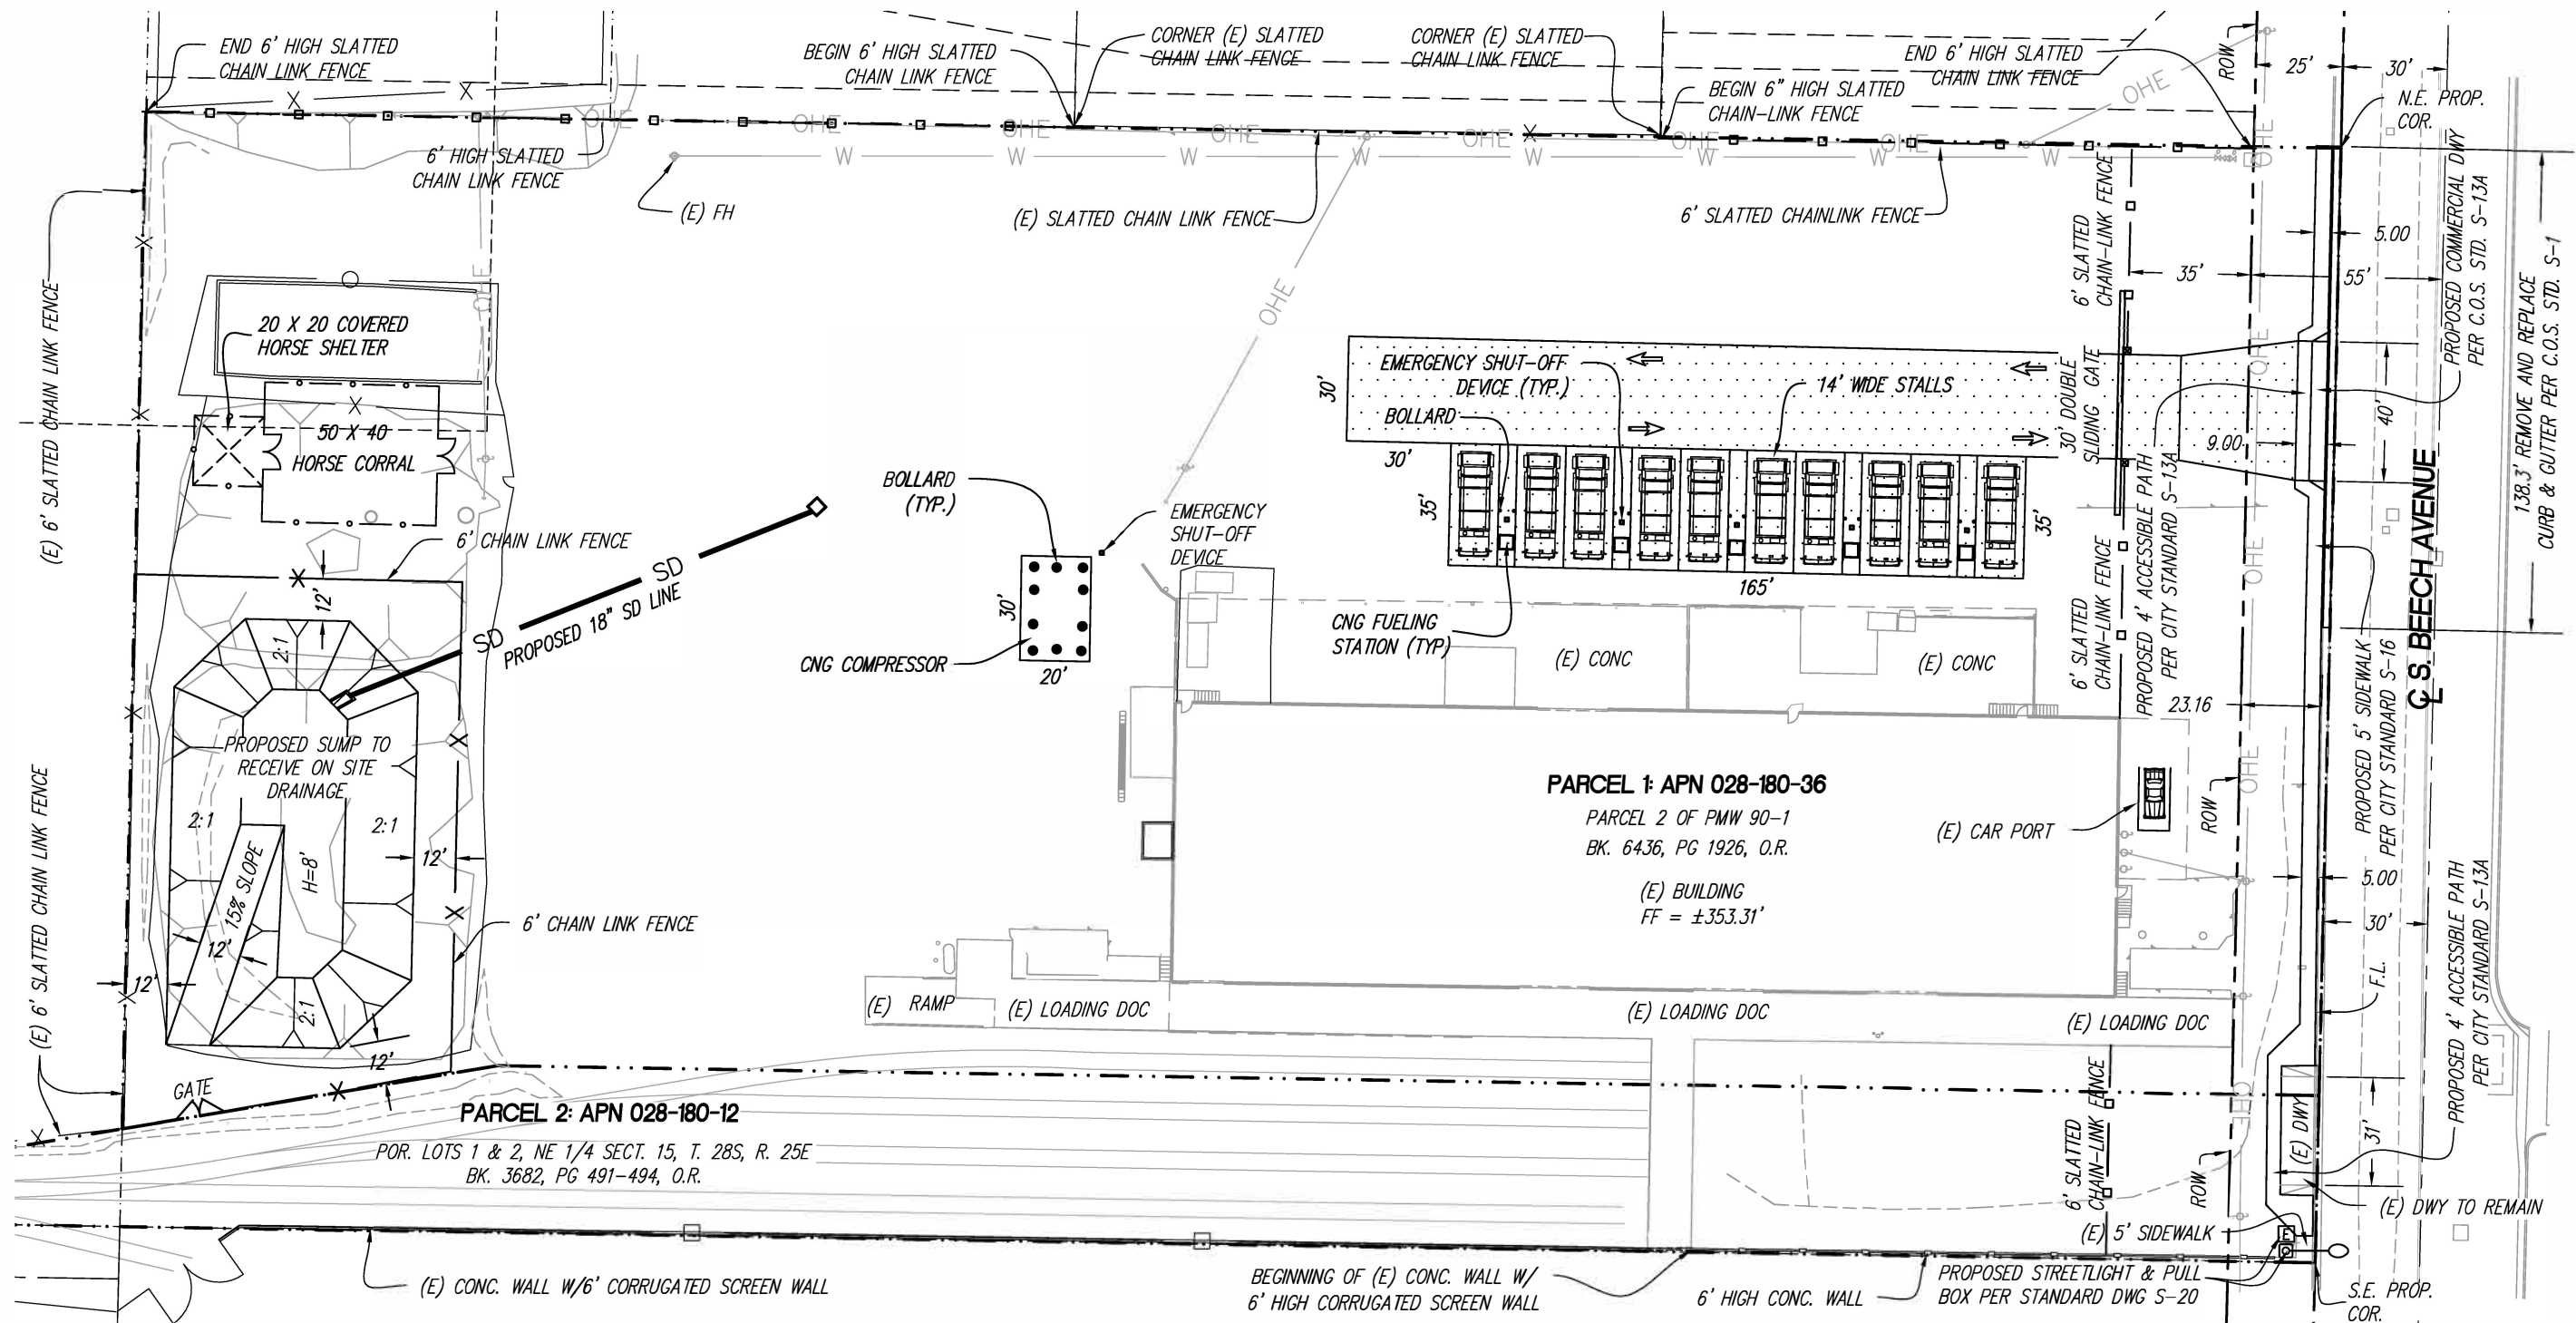 END 6' HIGH SLATTED
CHAIN LINK FENCE
BEGIN 6' HIGH SLATTED
CHAIN LINK FENCE
CORNER (E) SLATTED
CHAIN LINK FENCE
CORNER (E) SLATTED
CHAIN LINK FENCE
END 6' HIGH SLATTED
CHAIN LINK FENCE
BEGIN 6" HIGH SLATTED
CHAIN-LINK FENCE
ROW
25'
30'
N.E. PROP.
COR.
OHE
OHE
OHE
OHE
OHE
OHE
OHE
OHE
OHE
W
W
W
W
W
W
W
W
6' HIGH SLATTED
CHAIN LINK FENCE
(E) FH
(E) SLATTED CHAIN LINK FENCE
6' SLATTED CHAINLINK FENCE
6' SLATTED
CHAIN-LINK FENCE
35'
55'
5.00
PROPOSED COMMERCIAL DWY
PER C.O.S. STD. S-13A
138.3' REMOVE AND REPLACE
CURB & GUTTER PER C.O.S. STD. S-1
(E) 6' SLATTED CHAIN LINK FENCE
OHE
OHE
20 X 20 COVERED
HORSE SHELTER
50 X 40
HORSE CORRAL
30'
EMERGENCY SHUT-OFF
DEVICE (TYP.)
BOLLARD
14' WIDE STALLS
30' DOUBLE
SLIDING GATE
OHE
40'
9.00
30'
35'
35'
165'
BOLLARD
(TYP.)
EMERGENCY
SHUT-OFF
DEVICE
30'
20'
CNG COMPRESSOR
CNG FUELING
STATION (TYP)
6' CHAIN LINK FENCE
12'
SD
SD
PROPOSED 18" SD LINE
(E) CONC
(E) CONC
6' SLATTED
CHAIN-LINK FENCE
PROPOSED 4' ACCESSIBLE PATH
PER CITY STANDARD S-13A
OHE
23.16
PROPOSED 5' SIDEWALK
PER CITY STANDARD S-16
CL S. BEECH AVENUE
2:1
PROPOSED SUMP TO
RECEIVE ON SITE
DRAINAGE
2:1
2:1
15% SLOPE
H=8'
12'
12'
12'
2:1
12'
6' CHAIN LINK FENCE
(E) 6' SLATTED CHAIN LINK FENCE
PARCEL 1: APN 028-180-36
PARCEL 2 OF PMW 90-1
BK. 6436, PG 1926, O.R.
(E) BUILDING
FF = ±353.31'
(E) CAR PORT
ROW
OHE
5.00
30'
F.L.
PROPOSED 4' ACCESSIBLE PATH
PER CITY STANDARD S-13A
(E) RAMP
(E) LOADING DOC
(E) LOADING DOC
(E) LOADING DOC
GATE
PARCEL 2: APN 028-180-12
POR. LOTS 1 & 2, NE 1/4 SECT. 15, T. 28S, R. 25E
BK. 3682, PG 491-494, O.R.
6' SLATTED
CHAIN-LINK FENCE
OHE
ROW
(E) DWY
31'
(E) DWY TO REMAIN
(E) 5' SIDEWALK
E
(E) CONC. WALL W/6' CORRUGATED SCREEN WALL
BEGINNING OF (E) CONC. WALL W/
6' HIGH CORRUGATED SCREEN WALL
6' HIGH CONC. WALL
PROPOSED STREETLIGHT & PULL
BOX PER STANDARD DWG S-20
S.E. PROP.
COR.